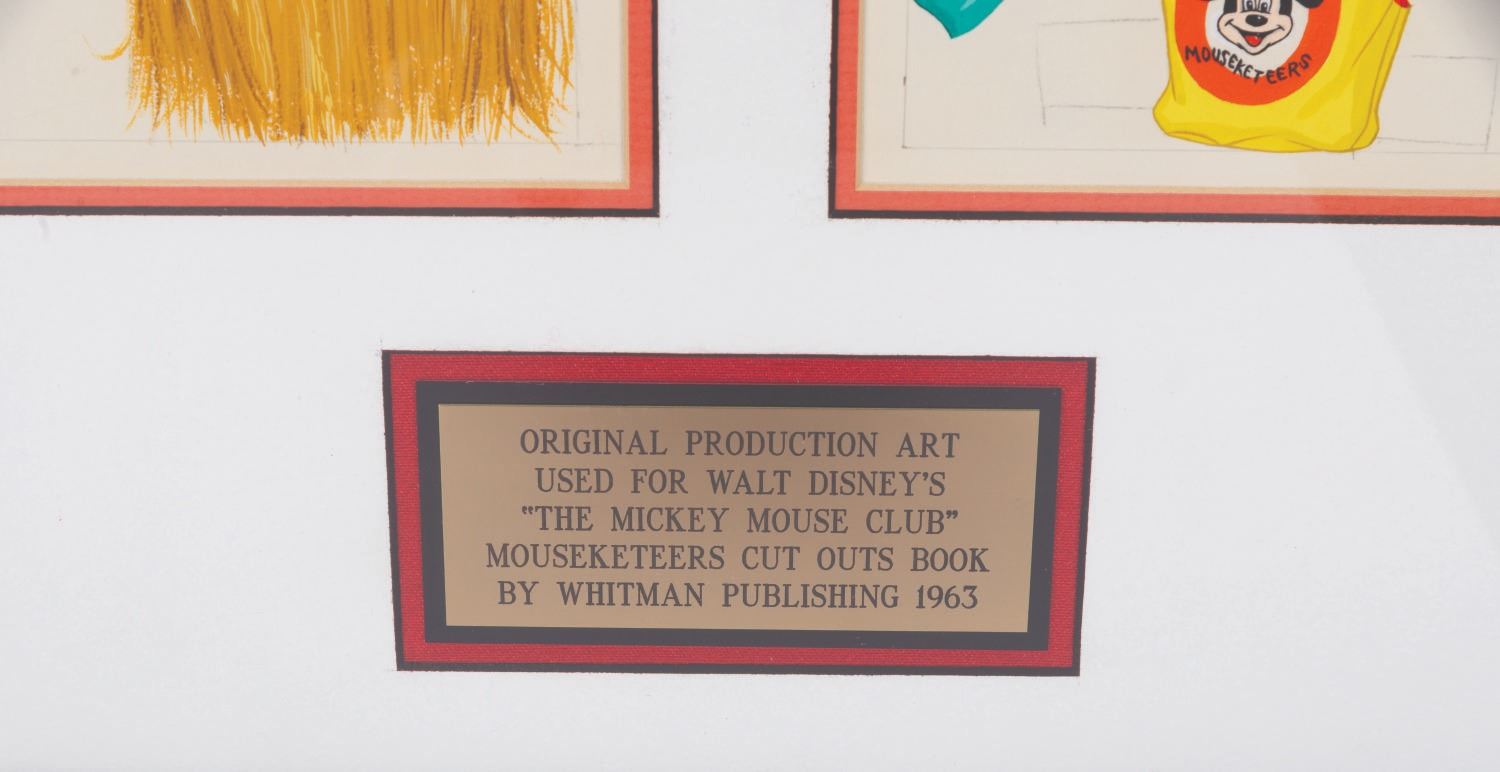 MOUSEKETEERS
ORIGINAL PRODUCTION ART
USED FOR WALT DISNEY'S
“THE MICKEY MOUSE CLUB”
MOUSEKETEERS CUT OUTS BOOK
BY WHITMAN PUBLISHING 1963